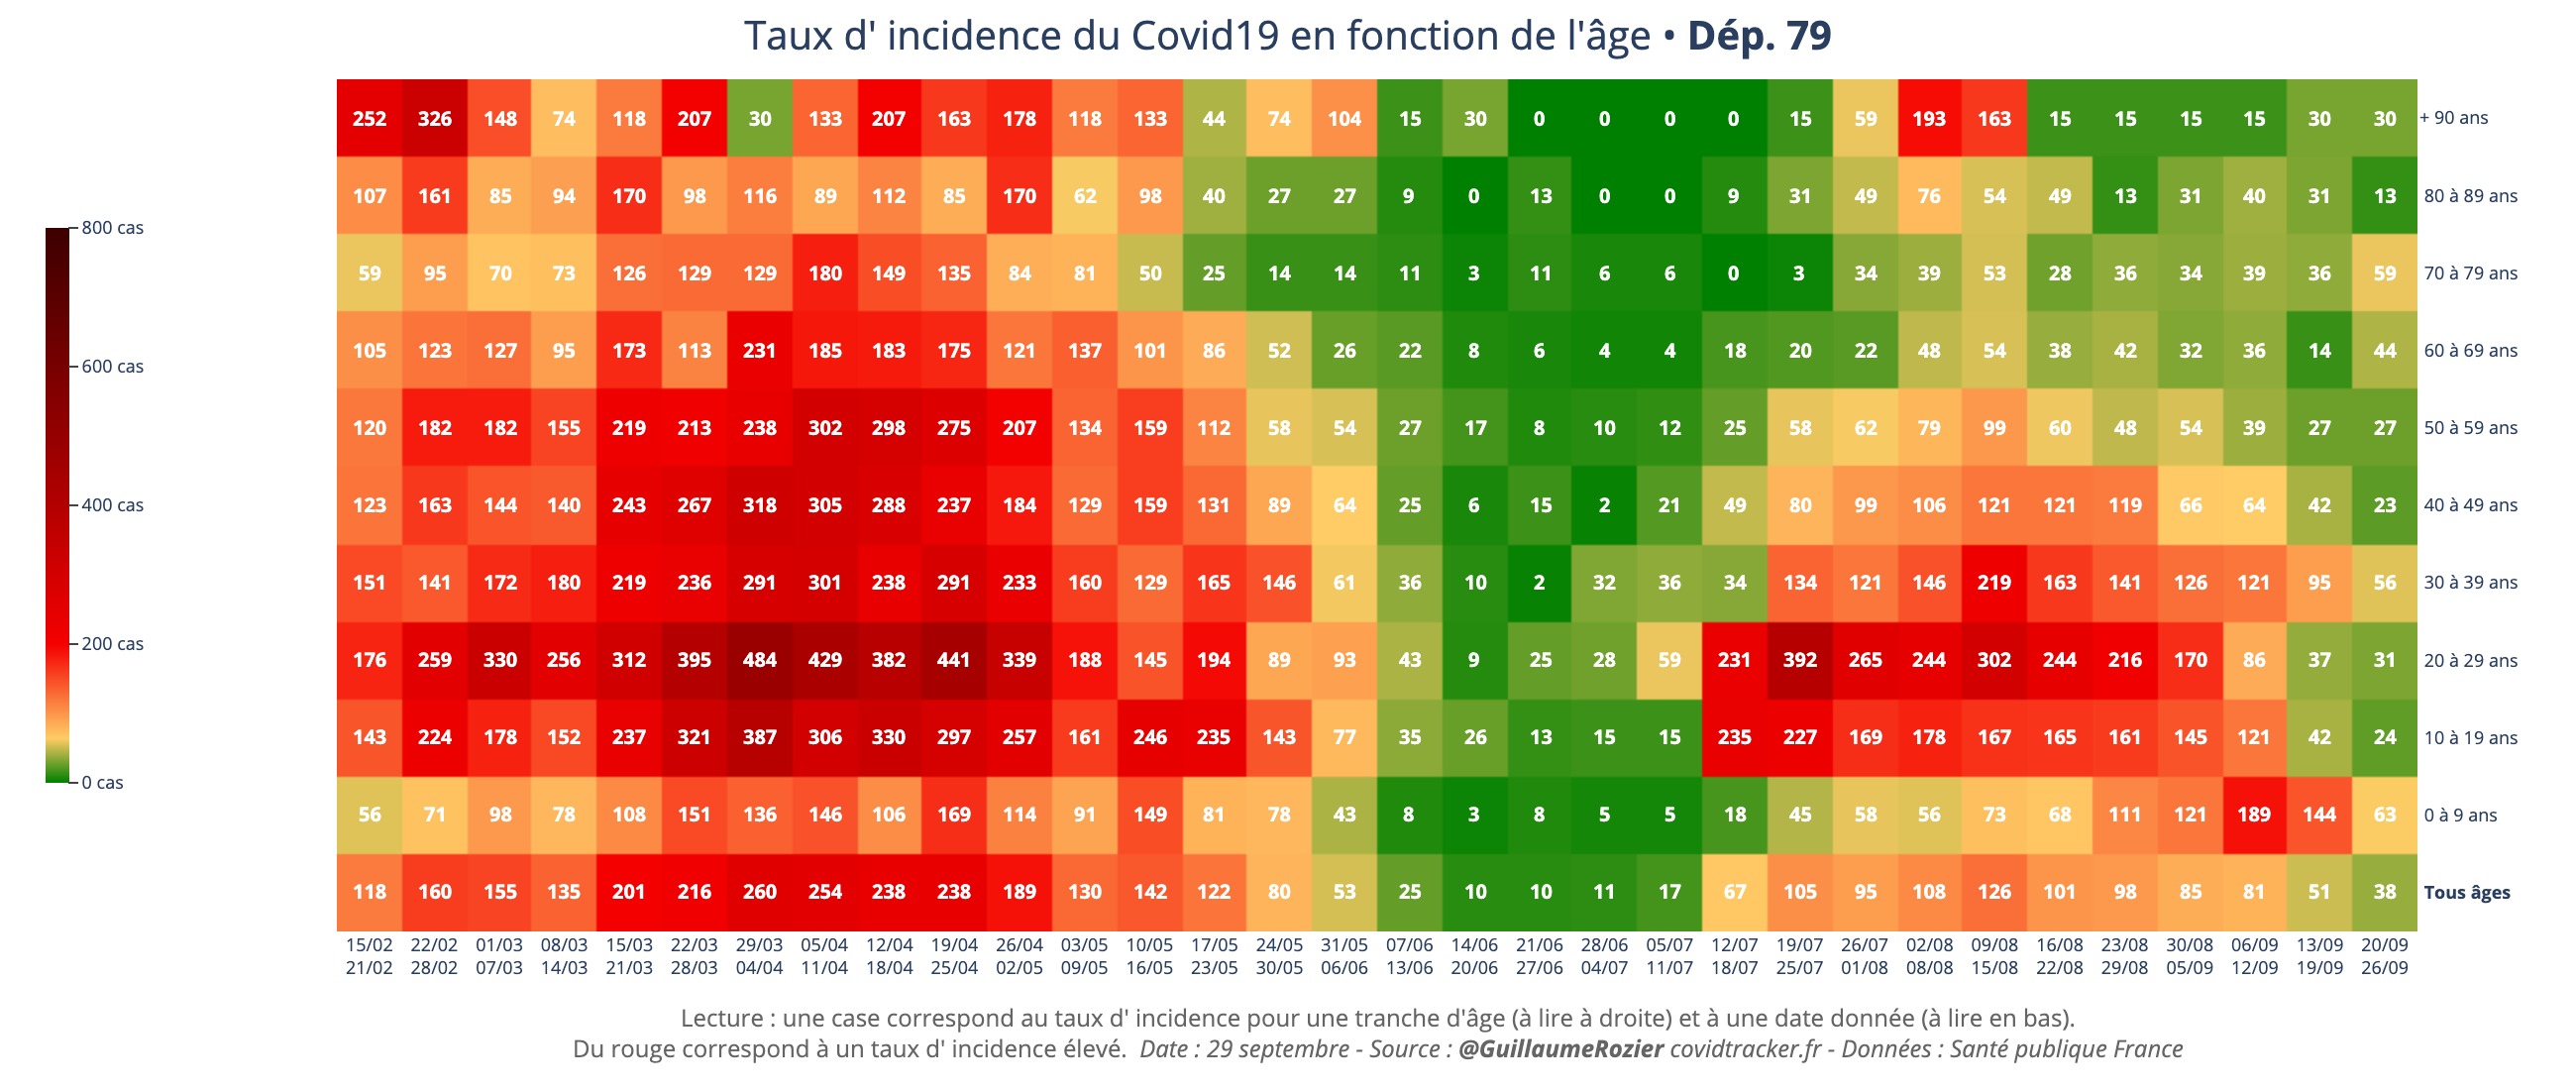 Taux d' incidence du Covid19 en fonction de l'âge • Dép. 79
800 cas
600 cas
400 cas
200 cas
0 cas
252 326 148 74 118 207 30 133 207 163 178 118 133 44 74 104 15 30 0 0 0 0 15 59 193 163 15 15 15 15 30 30 + 90 ans
107 161 85 94 170 98 116 89 112 85 170 62 98 40 27 27 9 0 13 0 0 9 31 49 76 54 49 13 31 40 31 13 80 à 89 ans
59 95 70 73 126 129 129 180 149 135 84 81 50 25 14 14 11 3 11 6 6 0 3 34 39 53 28 36 34 39 36 59 70 à 79 ans
105 123 127 95 173 113 231 185 183 175 121 137 101 86 52 26 22 8 6 4 4 18 20 22 48 54 38 42 32 36 14 44 60 à 69 ans
120 182 182 155 219 213 238 302 298 275 207 134 159 112 58 54 27 17 8 10 12 25 58 62 79 99 60 48 54 39 27 27 50 à 59 ans
123 163 144 140 243 267 318 305 288 237 184 129 159 131 89 64 25 6 15 2 21 49 80 99 106 121 121 119 66 64 42 23 40 à 49 ans
151 141 172 180 219 236 291 301 238 291 233 160 129 165 146 61 36 10 2 32 36 34 134 121 146 219 163 141 126 121 95 56 30 à 39 ans
176 259 330 256 312 395 484 429 382 441 339 188 145 194 89 93 43 9 25 28 59 231 392 265 244 302 244 216 170 86 37 31 20 à 29 ans
143 224 178 152 237 321 387 306 330 297 257 161 246 235 143 77 35 26 13 15 15 235 227 169 178 167 165 161 145 121 42 24 10 à 19 ans
56 71 98 78 108 151 136 146 106 169 114 91 149 81 78 43 8 3 8 5 5 18 45 58 56 73 68 111 121 189 144 63 0 à 9 ans
118 160 155 135 201 216 260 254 238 238 189 130 142 122 80 53 25 10 10 11 17 67 105 95 108 126 101 98 85 81 51 38 Tous âges
15/02 22/02 01/03 08/03 15/03 22/03 29/03 05/04 12/04 19/04 26/04 03/05 10/05 17/05 24/05 31/05 07/06 14/06 21/06 28/06 05/07 12/07 19/07 26/07 02/08 09/08 16/08 23/08 30/08 06/09 13/09 20/09
21/02 28/02 07/03 14/03 21/03 28/03 04/04 11/04 18/04 25/04 02/05 09/05 16/05 23/05 30/05 06/06 13/06 20/06 27/06 04/07 11/07 18/07 25/07 01/08 08/08 15/08 22/08 29/08 05/09 12/09 19/09 26/09
Lecture : une case correspond au taux d' incidence pour une tranche d'âge (à lire à droite) et à une date donnée (à lire en bas).
Du rouge correspond à un taux d' incidence élevé. Date : 29 septembre - Source : @GuillaumeRozier covidtracker.fr - Données : Santé publique France